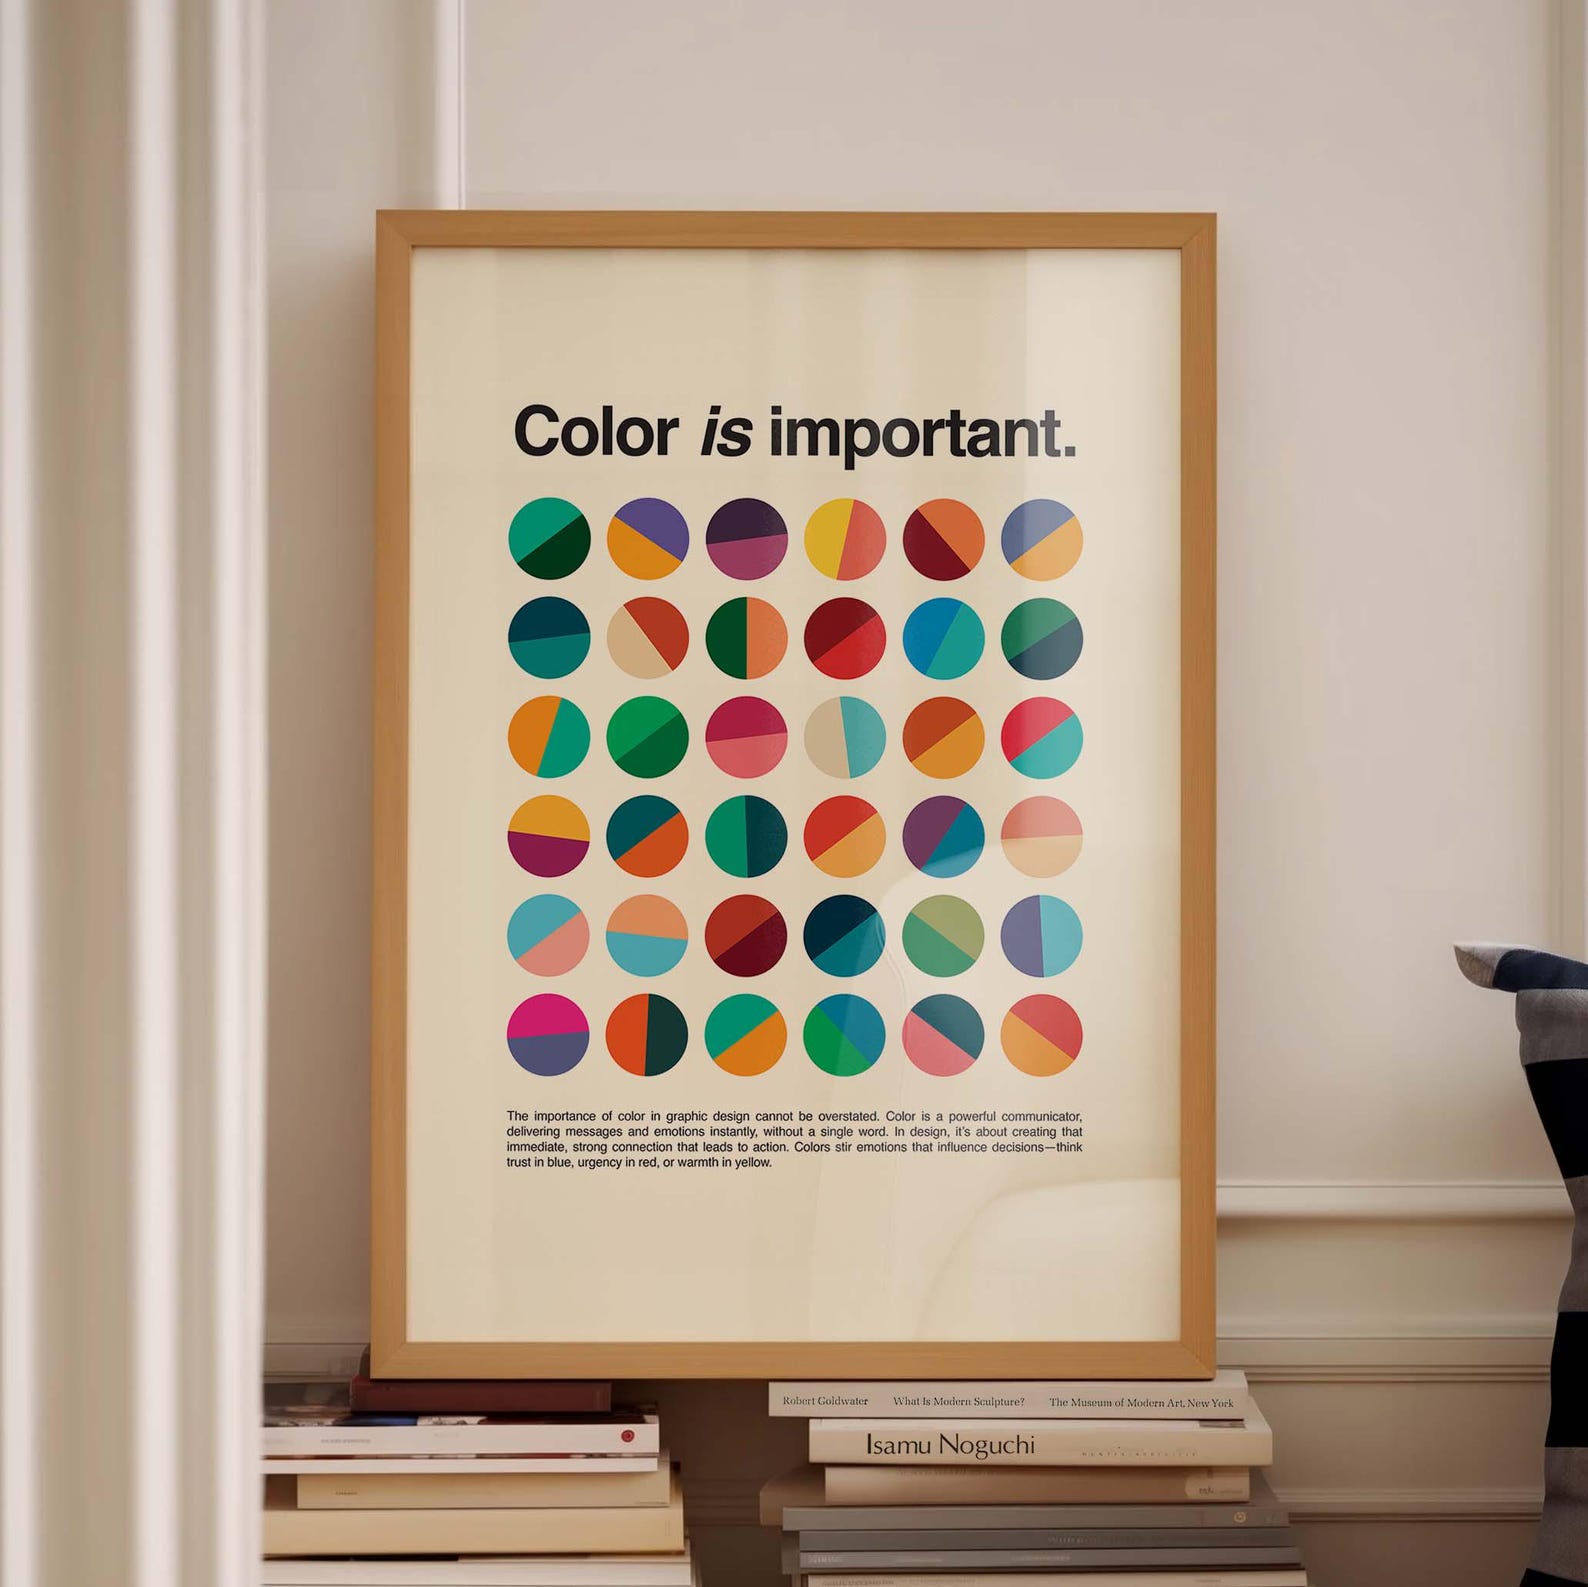 Color is important.
The importance of color in graphic design cannot be overstated. Color is a powerful communicator,
delivering messages and emotions instantly, without a single word. In design, it's about creating that
immediate, strong connection that leads to action. Colors stir emotions that influence decisions—think
trust in blue, urgency in red, or warmth in yellow.
Robert Goldwater What Is Modern Sculpture? The Museum of Modern Art, New York
Isamu Noguchi